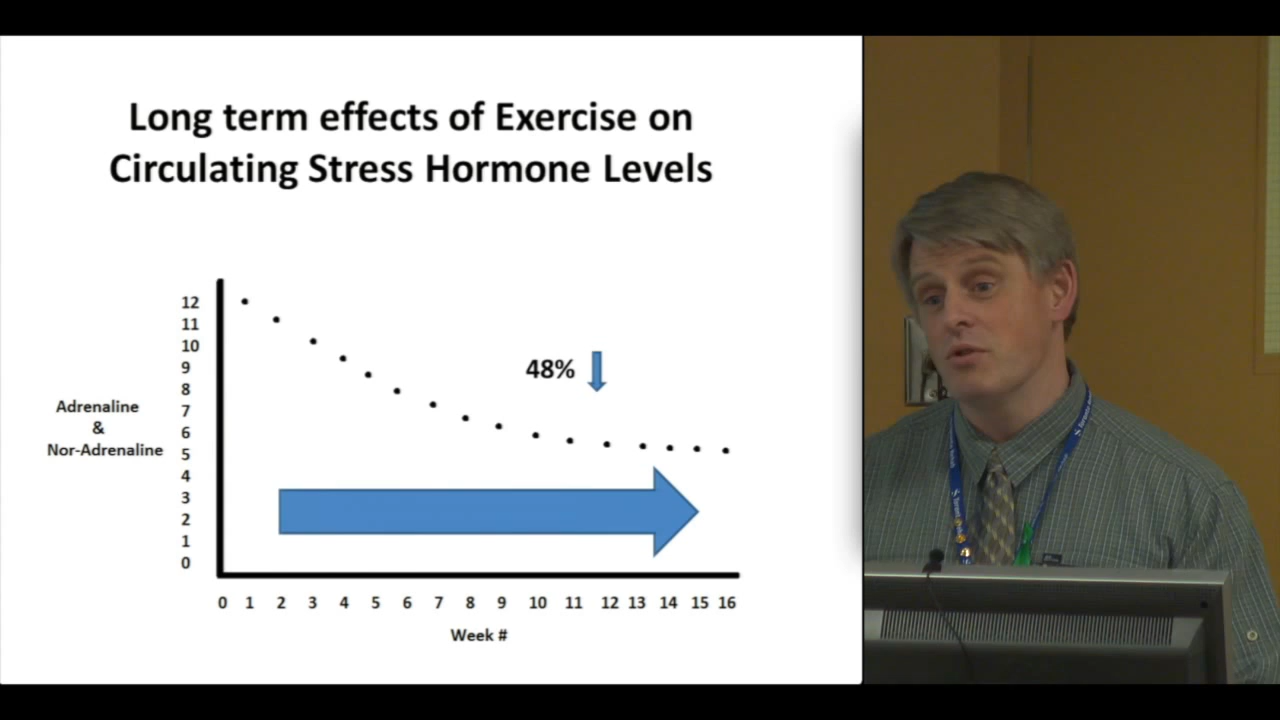 Long term effects of Exercise on
Circulating Stress Hormone Levels
12
11
10
9
8
7
6
5
4
3
2
1
0
Adrenaline
&
Nor-Adrenaline
48%
0 1 2 3 4 5 6 7 8 9 10 11 12 13 14 15 16
Week #